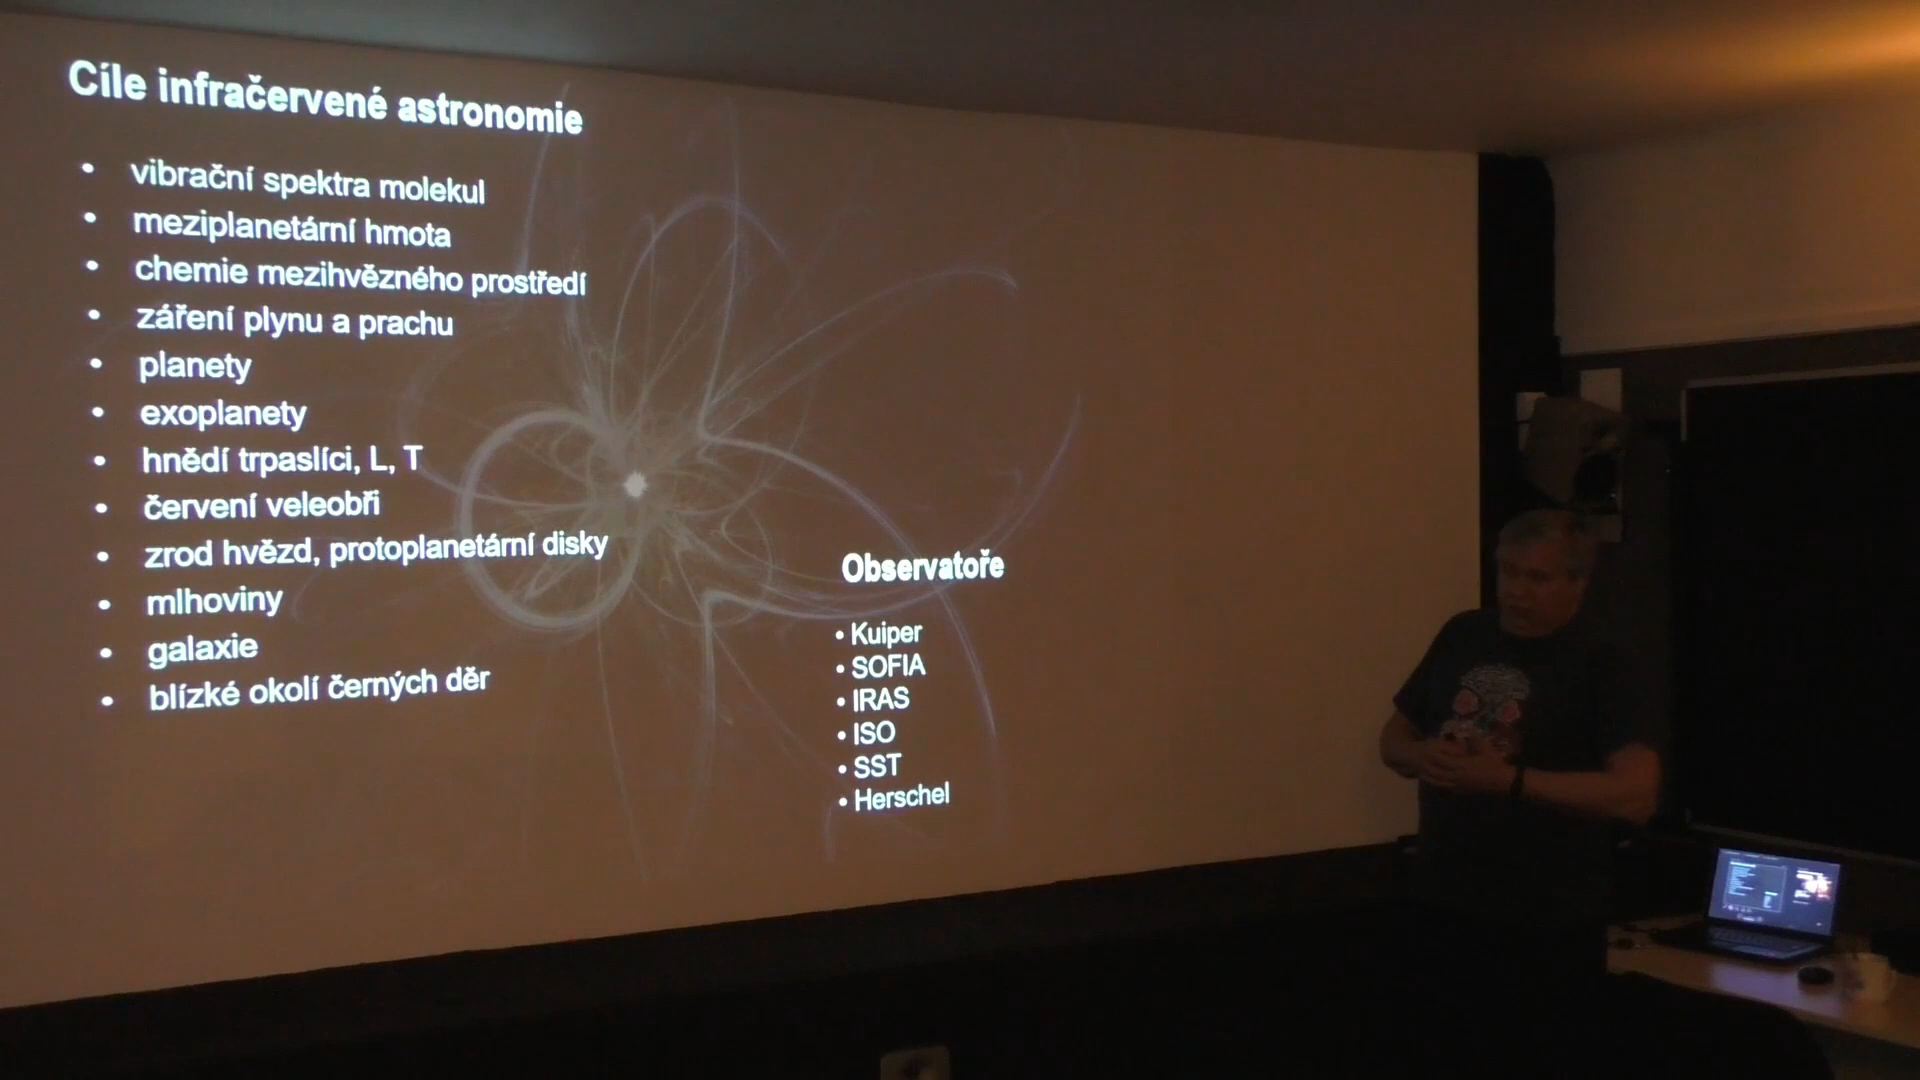 Cíle infračervené astronomie
• vibrační spektra molekul
• meziplanetární hmota
• chemie mezihvězného prostředí
• záření plynu a prachu
• planety
• exoplanety
• hnědí trpaslíci, L, T
• červení veleobři
• zrod hvězd, protoplanetární disky
• mlhoviny
• galaxie
• blízké okolí černých děr
Observatoře
• Kuiper
• SOFIA
• IRAS
• ISO
• SST
• Herschel